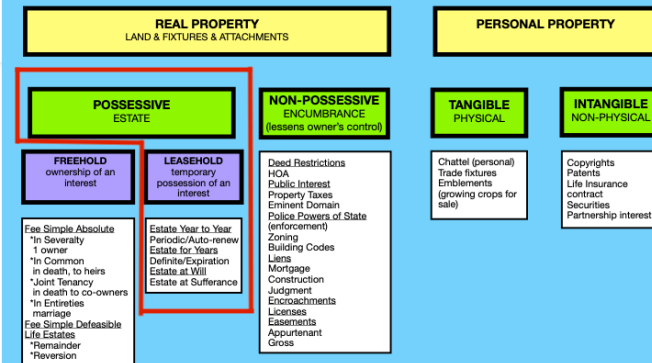 REAL PROPERTY
LAND & FIXTURES & ATTACHMENTS
PERSONAL PROPERTY
POSSESSIVE
ESTATE
NON-POSSESSIVE
ENCUMBRANCE
(lessens owner's control)
TANGIBLE
PHYSICAL
INTANGIBLE
NON-PHYSICAL
FREEHOLD
ownership of an
interest
LEASEHOLD
temporary
possession of an
interest
Fee Simple Absolute
*In Severalty
1 owner
*In Common
in death, to heirs
*Joint Tenancy
in death to co-owners
*In Entireties
marriage
Fee Simple Defeasible
Life Estates
*Remainder
*Reversion
Estate Year to Year
Periodic/Auto-renew
Estate for Years
Definite/Expiration
Estate at Will
Estate at Sufferance
Deed Restrictions
HOA
Public Interest
Property Taxes
Eminent Domain
Police Powers of State
(enforcement)
Zoning
Building Codes
Liens
Mortgage
Construction
Judgment
Encroachments
Licenses
Easements
Appurtenant
Gross
Chattel (personal)
Trade fixtures
Emblements
(growing crops for
sale)
Copyrights
Patents
Life Insurance
contract
Securities
Partnership interest